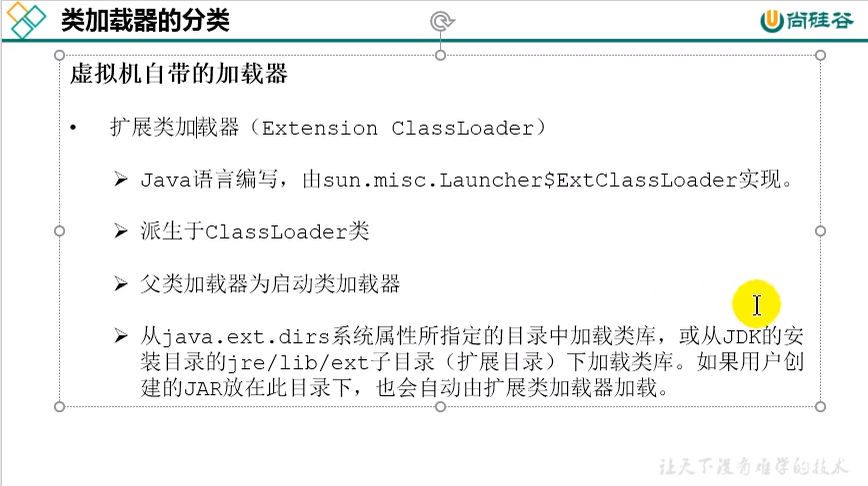 类加载器的分类
尚硅谷
虚拟机自带的加载器
• 扩展类加载器（Extension ClassLoader）
➢ Java语言编写，由sun.misc.Launcher$ExtClassLoader实现。
➢ 派生于ClassLoader类
➢ 父类加载器为启动类加载器
➢ 从java.ext.dirs系统属性所指定的目录中加载类库，或从JDK的安
装目录的jre/lib/ext子目录（扩展目录）下加载类库。如果用户创
建的JAR放在此目录下，也会自动由扩展类加载器加载。
让天下没有难学的技术